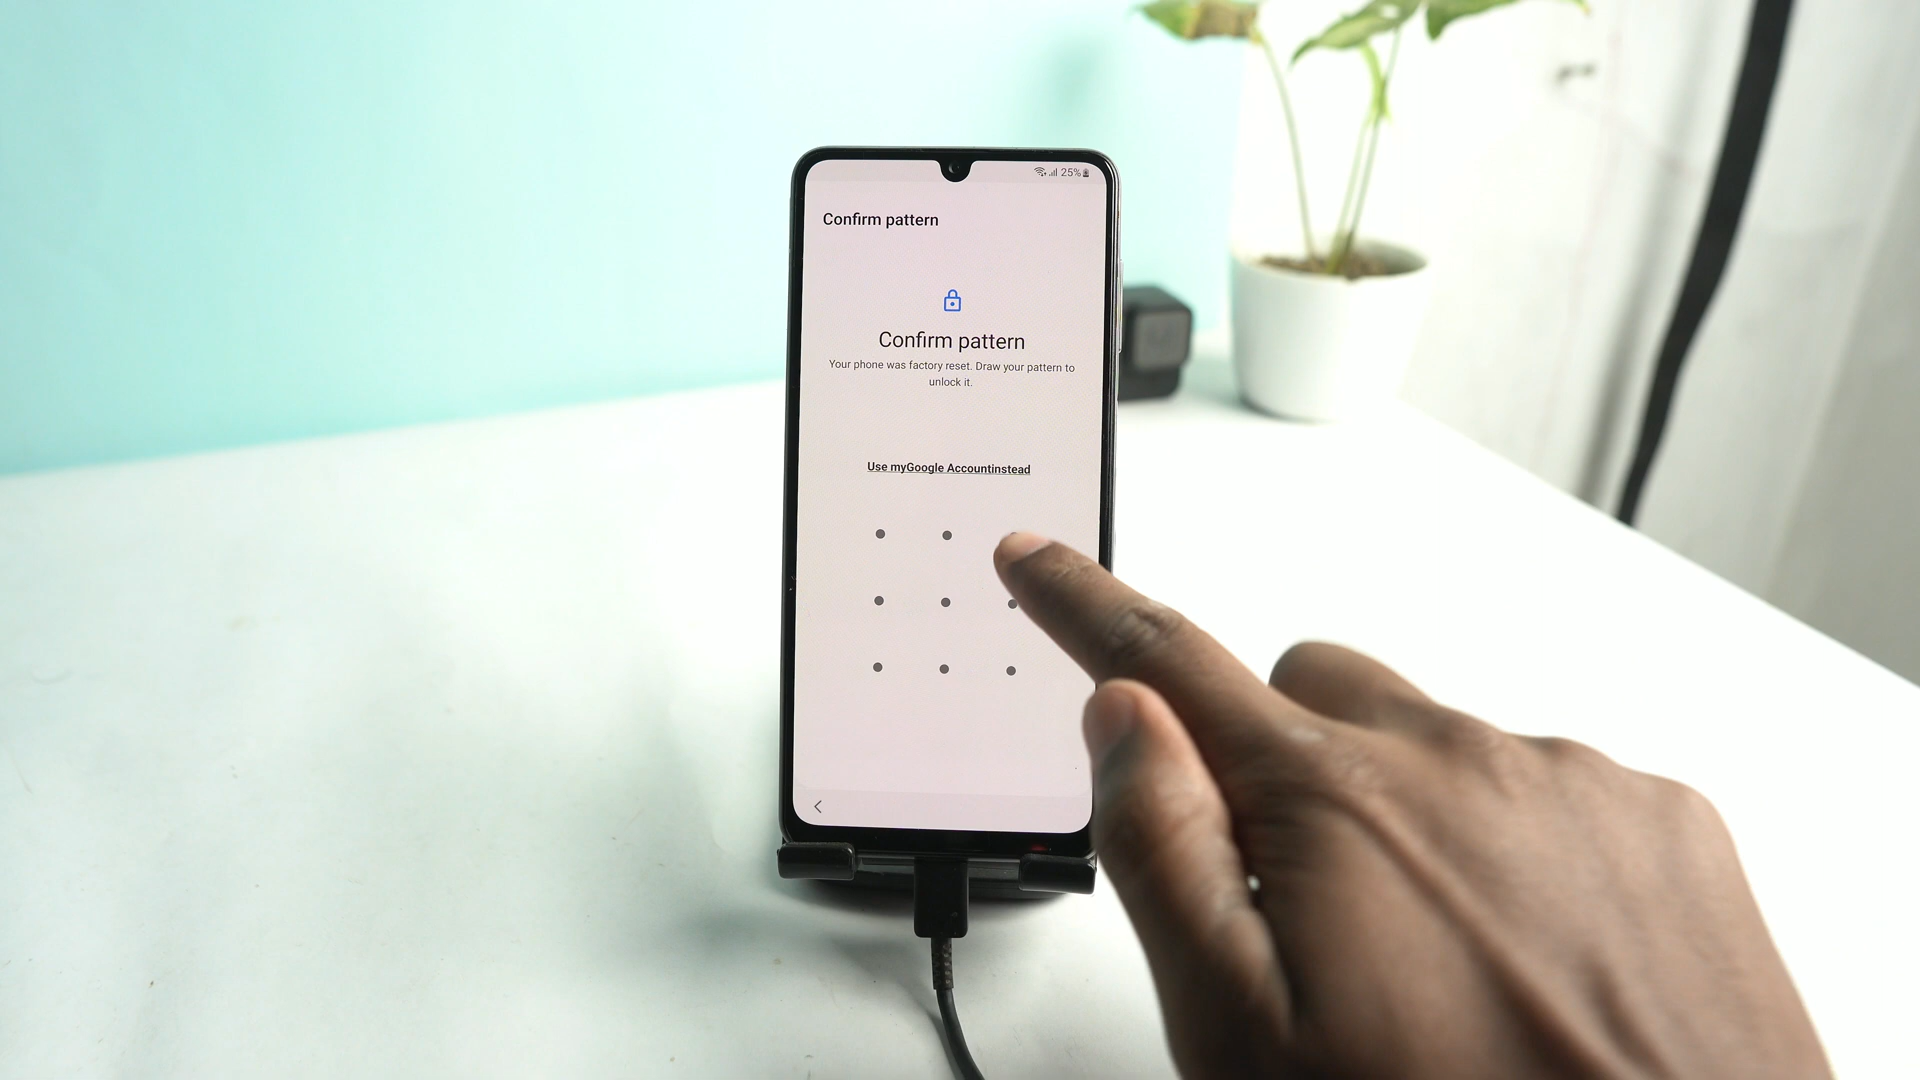 25%
Confirm pattern
Confirm pattern
Your phone was factory reset. Draw your pattern to
unlock it.
Use myGoogle Accountinstead